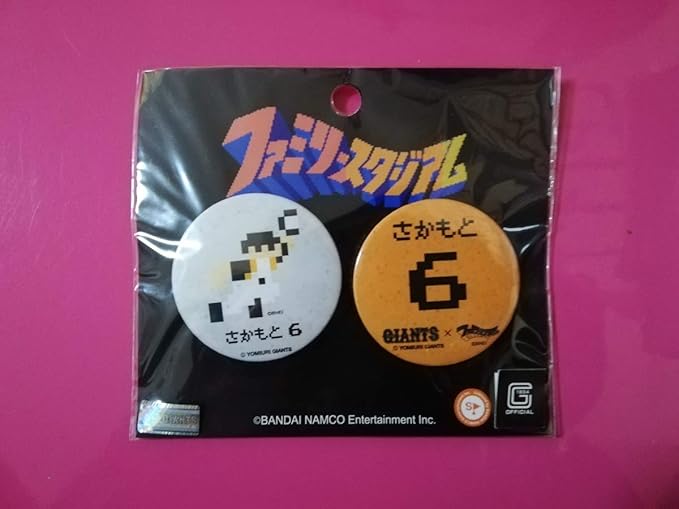 ファミリースタジアム
さかもと 6
© YOMIURI GIANTS
さかもと
6
GIANTS × ファミリースタジアム
© YOMIURI GIANTS
G
1934
OFFICIAL
©BANDAI NAMCO Entertainment Inc.